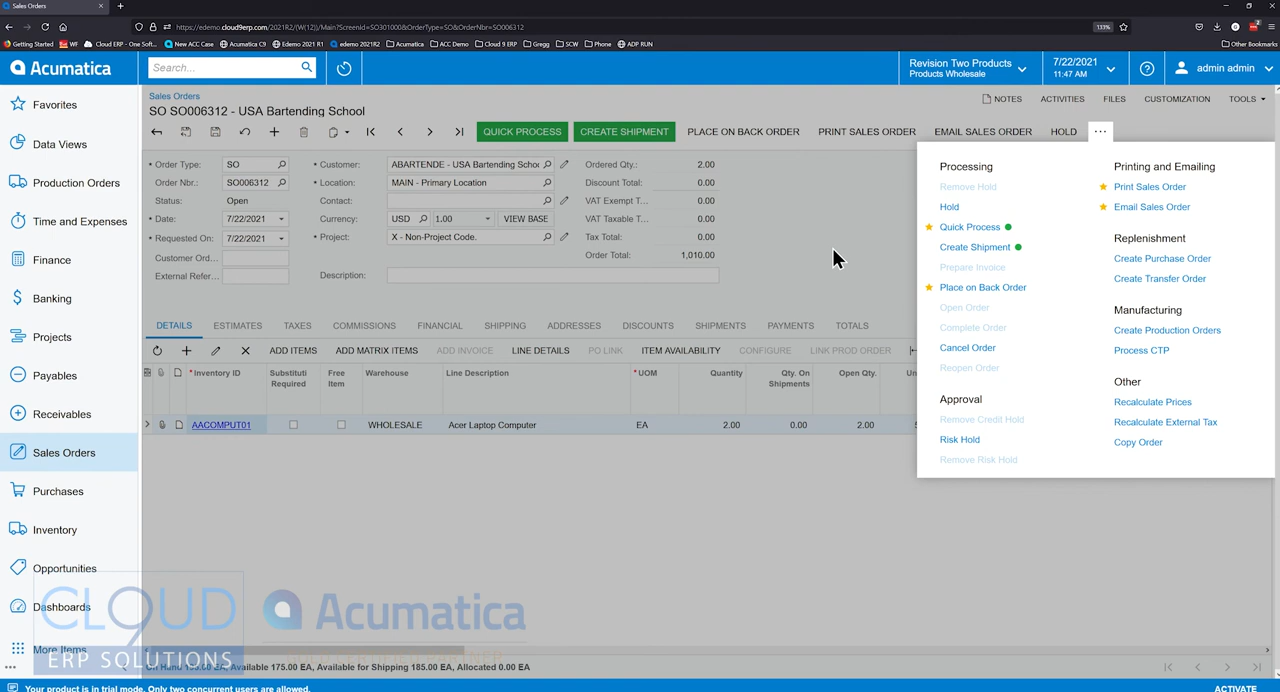 Sales Orders
https://edemo.cloud9erp.com/2021R2/(W(12))/Main?ScreenId=SO301000&OrderType=SO&OrderNbr=SO006312
133%
Getting Started WF Cloud ERP - One Soft... New ACC Case Acumatica C9 Edemo 2021 R1 edemo 2021R2 Acumatica ACC Demo Cloud 9 ERP Gregg SCW Phone ADP RUN Other Bookmarks
Acumatica
Search...
Revision Two Products
Products Wholesale
7/22/2021
11:47 AM
admin admin
Favorites
Data Views
Production Orders
Time and Expenses
Finance
Banking
Projects
Payables
Receivables
Sales Orders
Purchases
Inventory
Opportunities
Dashboards
More Items
Sales Orders
SO SO006312 - USA Bartending School
NOTES ACTIVITIES FILES CUSTOMIZATION TOOLS
QUICK PROCESS CREATE SHIPMENT PLACE ON BACK ORDER PRINT SALES ORDER EMAIL SALES ORDER HOLD ...
Order Type: SO
Order Nbr.: SO006312
Status: Open
Date: 7/22/2021
Requested On: 7/22/2021
Customer Ord...
External Refer...
Customer: ABARTENDE - USA Bartending Schoo
Location: MAIN - Primary Location
Contact:
Currency: USD 1.00 VIEW BASE
Project: X - Non-Project Code.
Description:
Ordered Qty.: 2.00
Discount Total: 0.00
VAT Exempt T... 0.00
VAT Taxable T... 0.00
Tax Total: 0.00
Order Total: 1,010.00
Processing
Remove Hold
Hold
Quick Process
Create Shipment
Prepare Invoice
Place on Back Order
Open Order
Complete Order
Cancel Order
Reopen Order
Approval
Remove Credit Hold
Risk Hold
Remove Risk Hold
Printing and Emailing
Print Sales Order
Email Sales Order
Replenishment
Create Purchase Order
Create Transfer Order
Manufacturing
Create Production Orders
Process CTP
Other
Recalculate Prices
Recalculate External Tax
Copy Order
DETAILS ESTIMATES TAXES COMMISSIONS FINANCIAL SHIPPING ADDRESSES DISCOUNTS SHIPMENTS PAYMENTS TOTALS
ADD ITEMS ADD MATRIX ITEMS ADD INVOICE LINE DETAILS PO LINK ITEM AVAILABILITY CONFIGURE LINK PROD ORDER
*Inventory ID Substituti Required Free Item Warehouse Line Description *UOM Quantity Qty. On Shipments Open Qty. Un
AACOMPUT01 WHOLESALE Acer Laptop Computer EA 2.00 0.00 2.00
CLOUD
ERP SOLUTIONS
Acumatica
Available 175.00 EA, Available for Shipping 185.00 EA, Allocated 0.00 EA
Your product is in trial mode. Only two concurrent users are allowed.
ACTIVATE